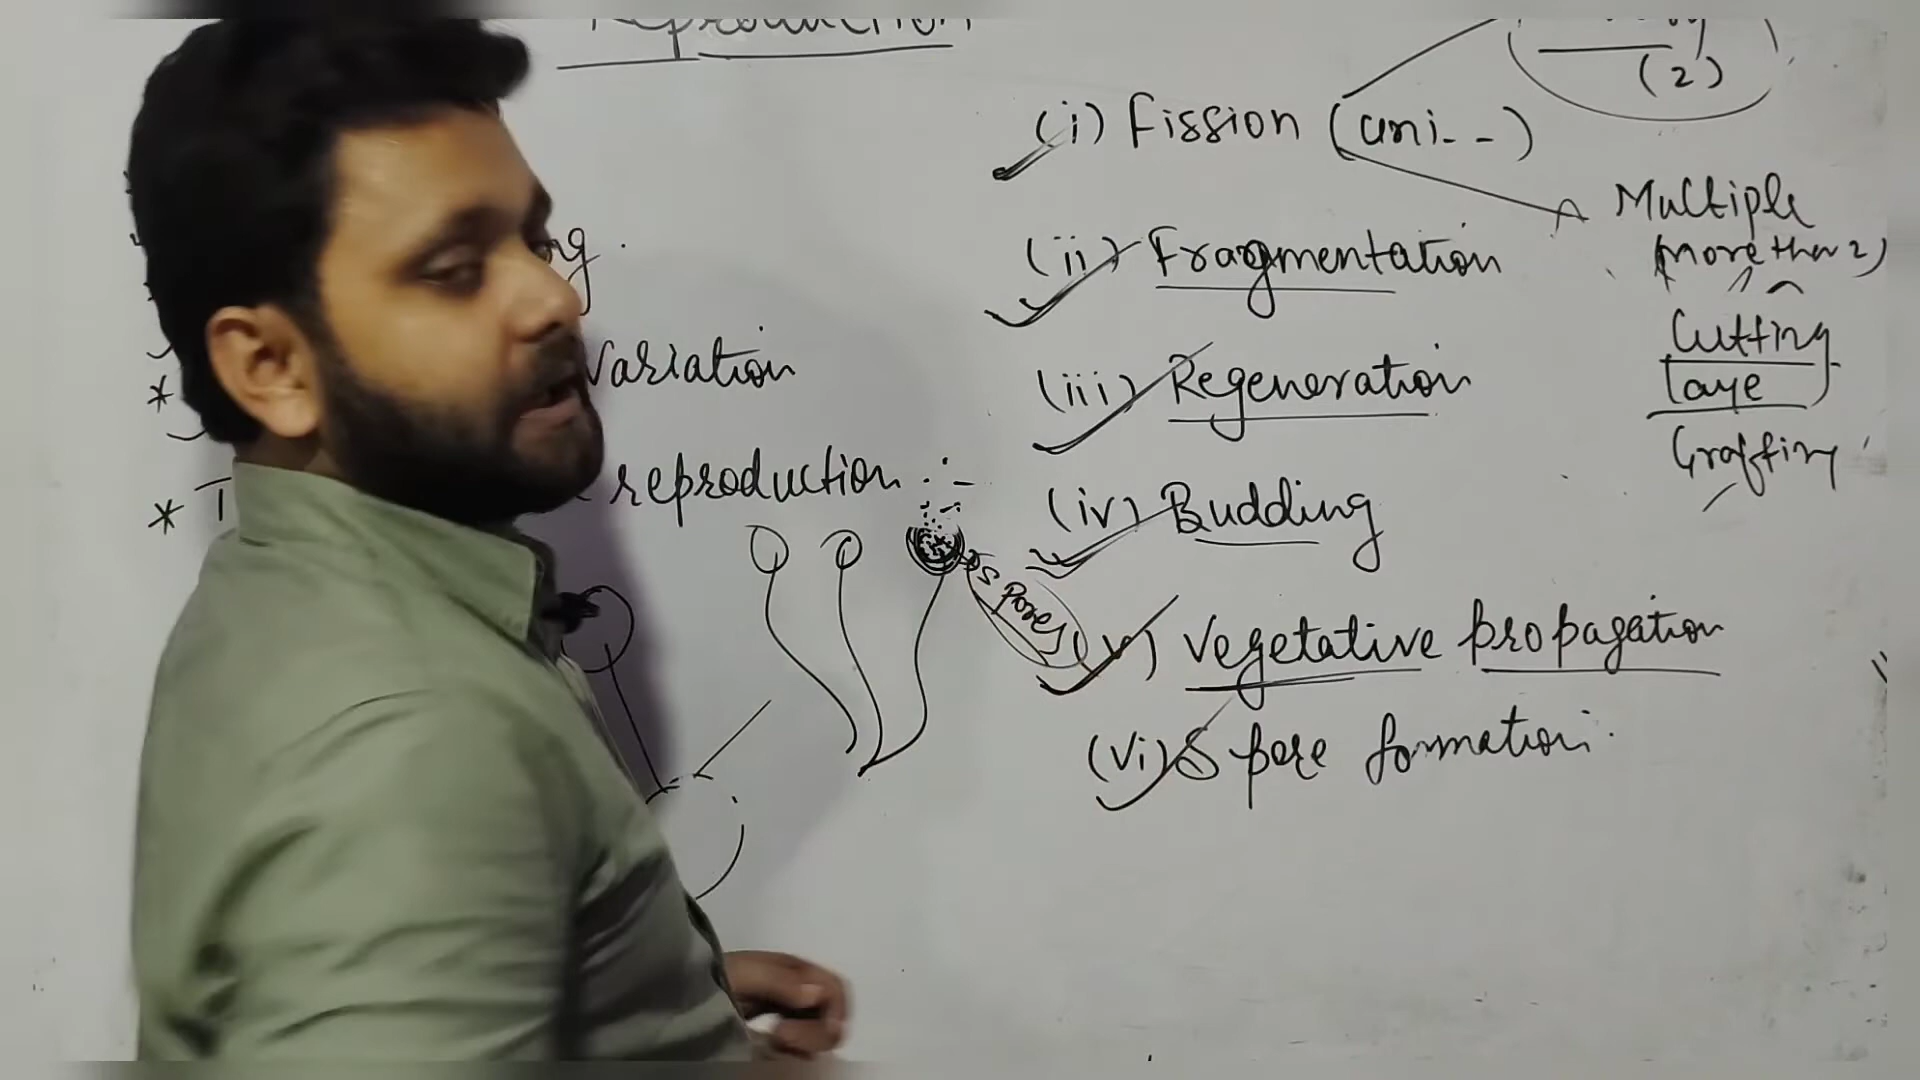 Reproduction
(2)
(i) Fission (uni--)
Multiple
(more than 2)
(ii) Fragmentation
Cutting
variation
(iii) Regeneration
Laye
Grafting
* T reproduction :-
(iv) Budding
Spores
(v) Vegetative propagation
(vi) Spore formation.